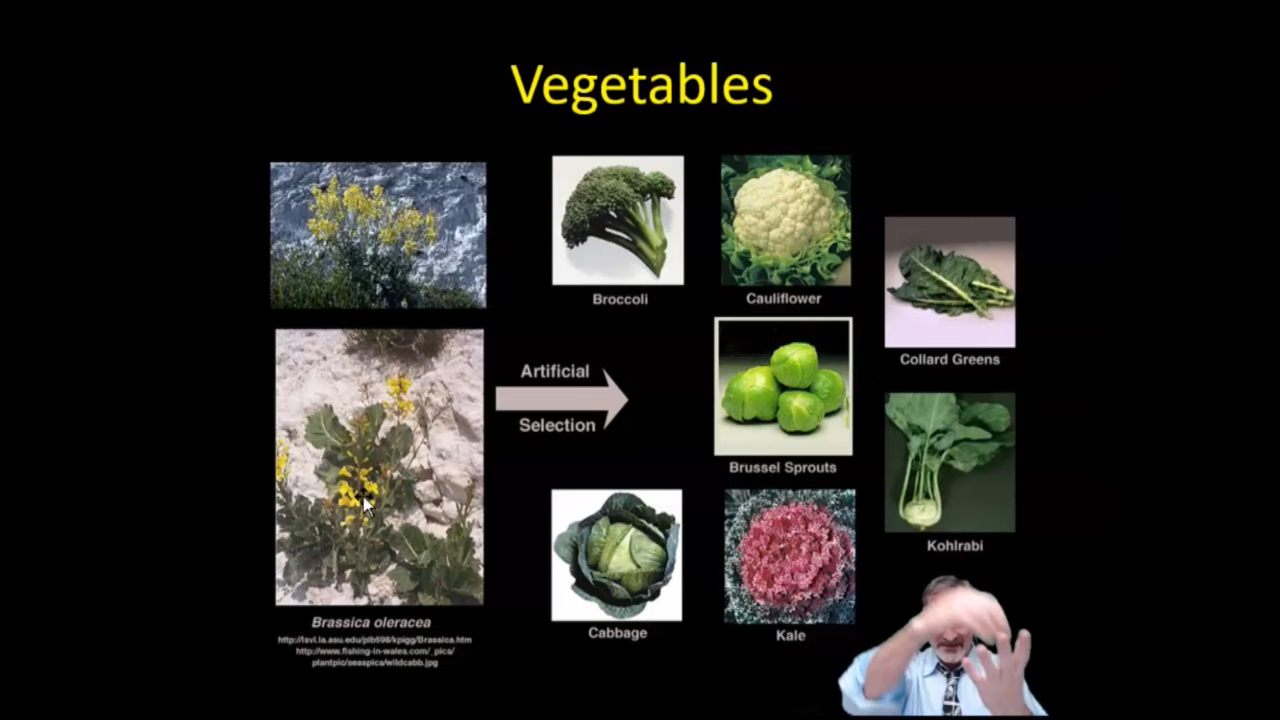 Vegetables
Broccoli
Cauliflower
Collard Greens
Artificial
Selection
Brussel Sprouts
Kohlrabi
Brassica oleracea
http://lsvl.la.asu.edu/plb598/kpigg/Brassica.htm
http://www.fishing-in-wales.com/_pics/
plantpic/seaspics/wildcabb.jpg
Cabbage
Kale